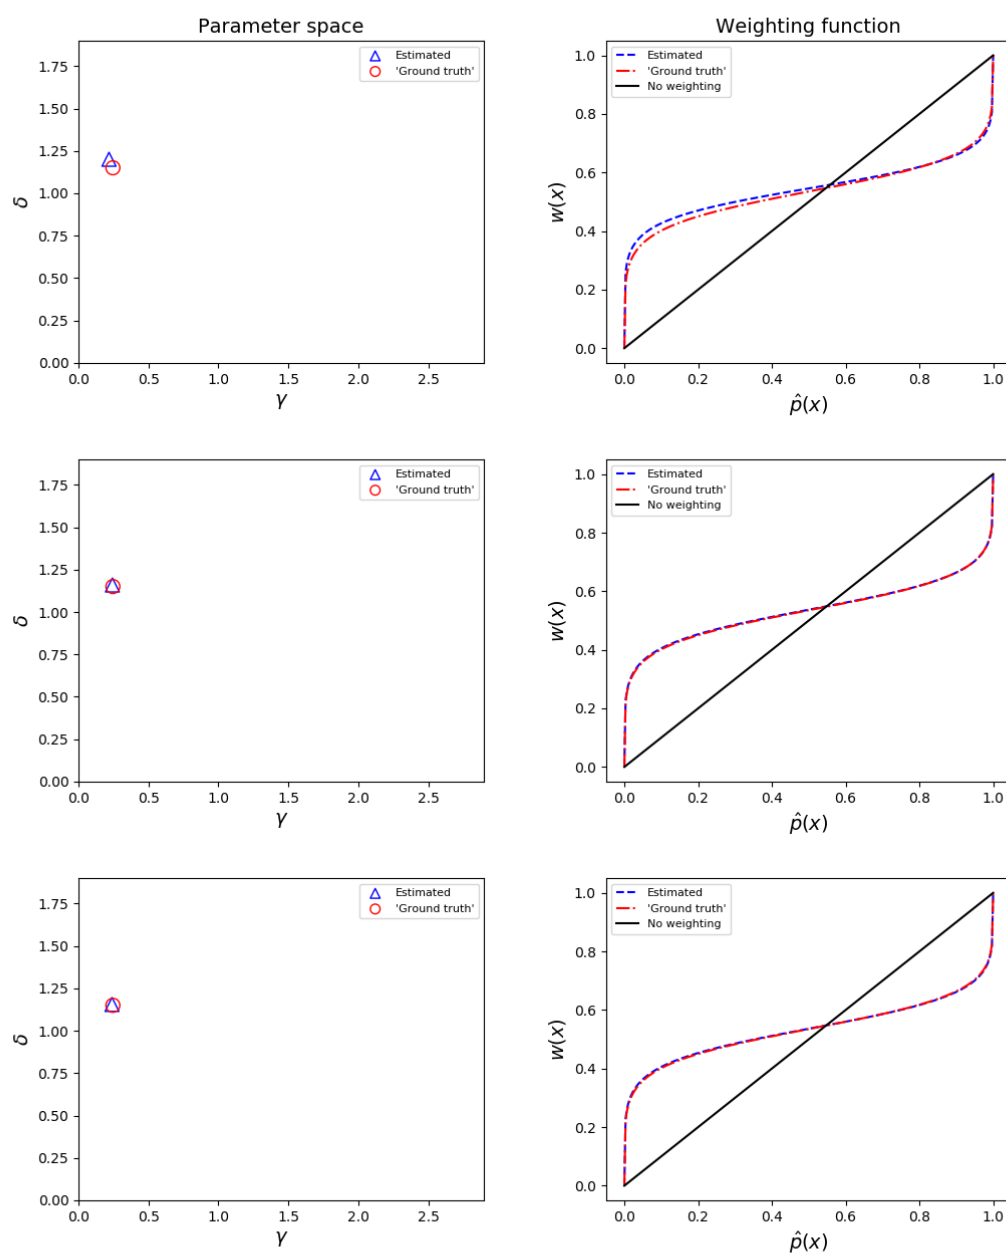 Parameter space
Weighting function
1.75
1.50
1.25
1.00
0.75
0.50
0.25
0.00
δ
Estimated
'Ground truth'
0.0 0.5 1.0 1.5 2.0 2.5
γ
1.0
0.8
0.6
0.4
0.2
0.0
w(x)
Estimated
'Ground truth'
No weighting
0.0 0.2 0.4 0.6 0.8 1.0
p̂(x)
1.75
1.50
1.25
1.00
0.75
0.50
0.25
0.00
δ
Estimated
'Ground truth'
0.0 0.5 1.0 1.5 2.0 2.5
γ
1.0
0.8
0.6
0.4
0.2
0.0
w(x)
Estimated
'Ground truth'
No weighting
0.0 0.2 0.4 0.6 0.8 1.0
p̂(x)
1.75
1.50
1.25
1.00
0.75
0.50
0.25
0.00
δ
Estimated
'Ground truth'
0.0 0.5 1.0 1.5 2.0 2.5
γ
1.0
0.8
0.6
0.4
0.2
0.0
w(x)
Estimated
'Ground truth'
No weighting
0.0 0.2 0.4 0.6 0.8 1.0
p̂(x)